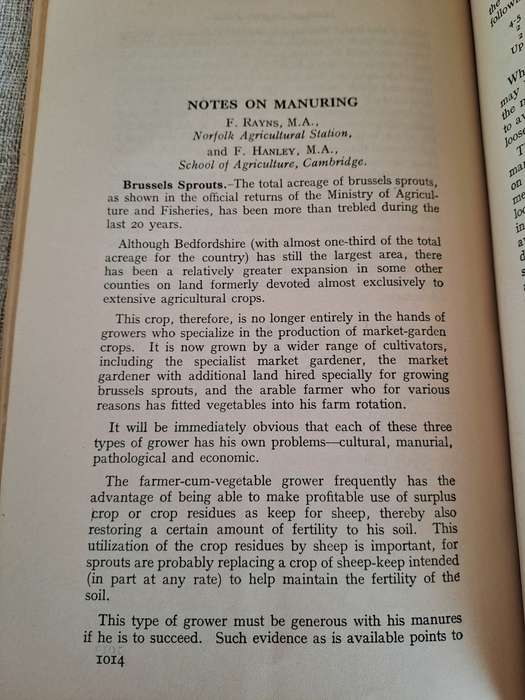 NOTES ON MANURING
F. RAYNS, M.A.,
Norfolk Agricultural Station,
and F. HANLEY, M.A.,
School of Agriculture, Cambridge.
Brussels Sprouts.—The total acreage of brussels sprouts,
as shown in the official returns of the Ministry of Agricul-
ture and Fisheries, has been more than trebled during the
last 20 years.
Although Bedfordshire (with almost one-third of the total
acreage for the country) has still the largest area, there
has been a relatively greater expansion in some other
counties on land formerly devoted almost exclusively to
extensive agricultural crops.
This crop, therefore, is no longer entirely in the hands of
growers who specialize in the production of market-garden
crops. It is now grown by a wider range of cultivators,
including the specialist market gardener, the market
gardener with additional land hired specially for growing
brussels sprouts, and the arable farmer who for various
reasons has fitted vegetables into his farm rotation.
It will be immediately obvious that each of these three
types of grower has his own problems—cultural, manurial,
pathological and economic.
The farmer-cum-vegetable grower frequently has the
advantage of being able to make profitable use of surplus
crop or crop residues as keep for sheep, thereby also
restoring a certain amount of fertility to his soil. This
utilization of the crop residues by sheep is important, for
sprouts are probably replacing a crop of sheep-keep intended
(in part at any rate) to help maintain the fertility of the
soil.
This type of grower must be generous with his manures
if he is to succeed. Such evidence as is available points to
1014